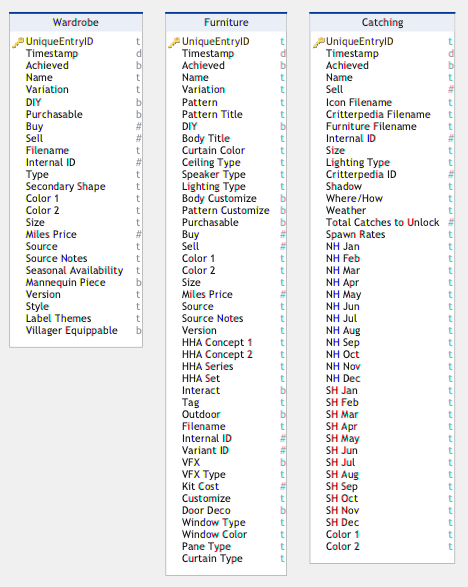 Wardrobe
UniqueEntryID t
Timestamp d
Achieved b
Name t
Variation t
DIY b
Purchasable b
Buy #
Sell #
Filename t
Internal ID #
Type t
Secondary Shape t
Color 1 t
Color 2 t
Size t
Miles Price #
Source t
Source Notes t
Seasonal Availability t
Mannequin Piece b
Version t
Style t
Label Themes t
Villager Equippable b
Furniture
UniqueEntryID t
Timestamp d
Achieved b
Name t
Variation t
Pattern t
Pattern Title t
DIY b
Body Title t
Curtain Color t
Ceiling Type t
Speaker Type t
Lighting Type t
Body Customize b
Pattern Customize b
Purchasable b
Buy #
Sell #
Color 1 t
Color 2 t
Size t
Miles Price #
Source t
Source Notes t
Version t
HHA Concept 1 t
HHA Concept 2 t
HHA Series t
HHA Set t
Interact b
Tag t
Outdoor b
Filename t
Internal ID #
Variant ID #
VFX b
VFX Type t
Kit Cost #
Customize t
Door Deco b
Window Type t
Window Color t
Pane Type t
Curtain Type t
Catching
UniqueEntryID t
Timestamp d
Achieved b
Name t
Sell #
Icon Filename t
Critterpedia Filename t
Furniture Filename t
Internal ID #
Size t
Lighting Type t
Critterpedia ID #
Shadow t
Where/How t
Weather t
Total Catches to Unlock #
Spawn Rates t
NH Jan t
NH Feb t
NH Mar t
NH Apr t
NH May t
NH Jun t
NH Jul t
NH Aug t
NH Sep t
NH Oct t
NH Nov t
NH Dec t
SH Jan t
SH Feb t
SH Mar t
SH Apr t
SH May t
SH Jun t
SH Jul t
SH Aug t
SH Sep t
SH Oct t
SH Nov t
SH Dec t
Color 1 t
Color 2 t